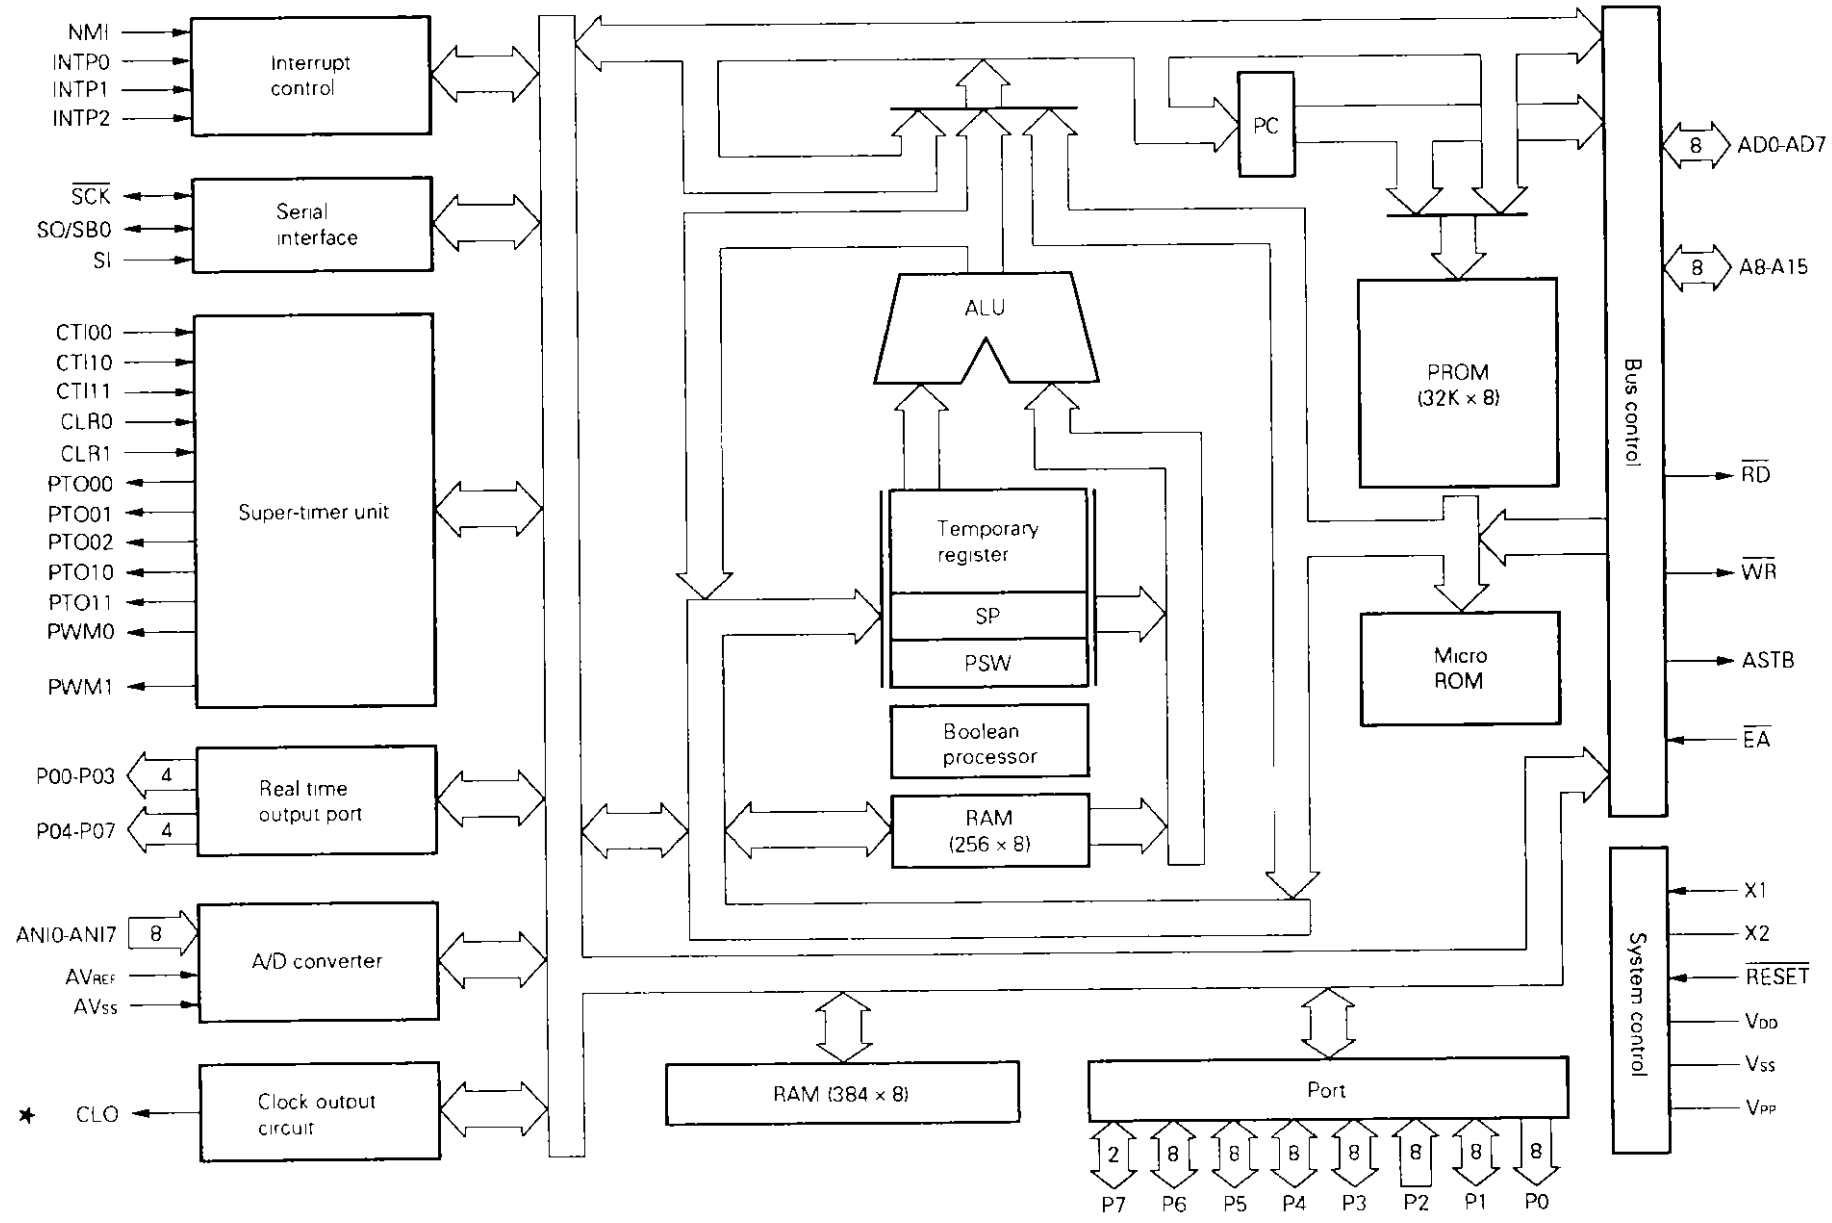 NMI
INTP0
INTP1
INTP2
Interrupt
control
SCK
SO/SB0
SI
Serial
interface
CTI00
CTI10
CTI11
CLR0
CLR1
PTO00
PTO01
PTO02
PTO10
PTO11
PWM0
PWM1
Super-timer unit
P00-P03
4
P04-P07
4
Real time
output port
ANI0-ANI7
8
AVREF
AVSS
A/D converter
★ CLO
Clock output
circuit
PC
ALU
Temporary
register
SP
PSW
Boolean
processor
RAM
(256 × 8)
PROM
(32K × 8)
Micro
ROM
RAM (384 × 8)
Port
2 8 8 8 8 8 8 8
P7 P6 P5 P4 P3 P2 P1 P0
Bus control
8 AD0-AD7
8 A8-A15
RD
WR
ASTB
EA
System control
X1
X2
RESET
VDD
VSS
VPP